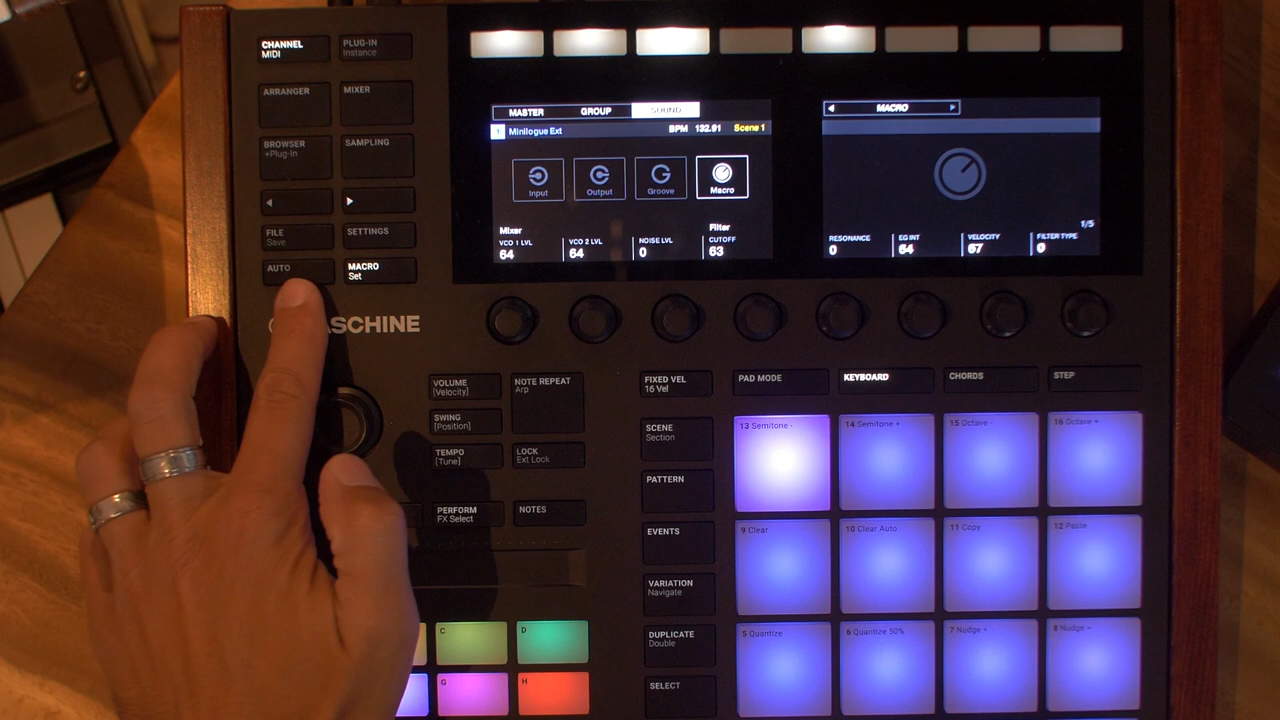 CHANNEL
MIDI
PLUG-IN
Instance
ARRANGER
MIXER
BROWSER
+Plug-In
SAMPLING
FILE
Save
SETTINGS
AUTO
MACRO
Set
MASTER
GROUP
SOUND
1
Minilogue Ext
BPM 132.91
Scene 1
Input
Output
Groove
Macro
Mixer
Filter
VCO 1 LVL
VCO 2 LVL
NOISE LVL
CUTOFF
64
64
0
63
MACRO
1/5
RESONANCE
EG INT
VELOCITY
FILTER TYPE
0
64
67
0
ASCHINE
VOLUME
[Velocity]
NOTE REPEAT
Arp
SWING
[Position]
TEMPO
[Tune]
LOCK
Ext Lock
PERFORM
FX Select
NOTES
FIXED VEL
16 Vel
PAD MODE
KEYBOARD
CHORDS
STEP
SCENE
Section
PATTERN
EVENTS
VARIATION
Navigate
DUPLICATE
Double
SELECT
13 Semitone -
14 Semitone +
15 Octave -
16 Octave +
9 Clear
10 Clear Auto
11 Copy
12 Paste
5 Quantize
6 Quantize 50%
7 Nudge <
8 Nudge >
C
D
G
H